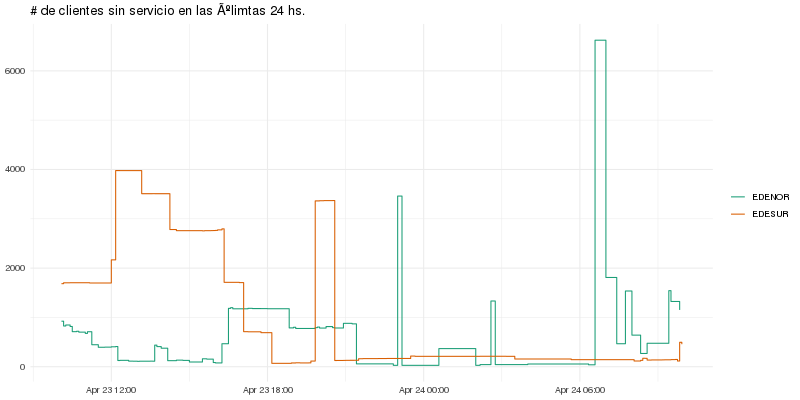 # de clientes sin servicio en las Ãºlimtas 24 hs.
6000
4000
2000
0
Apr 23 12:00
Apr 23 18:00
Apr 24 00:00
Apr 24 06:00
EDENOR
EDESUR